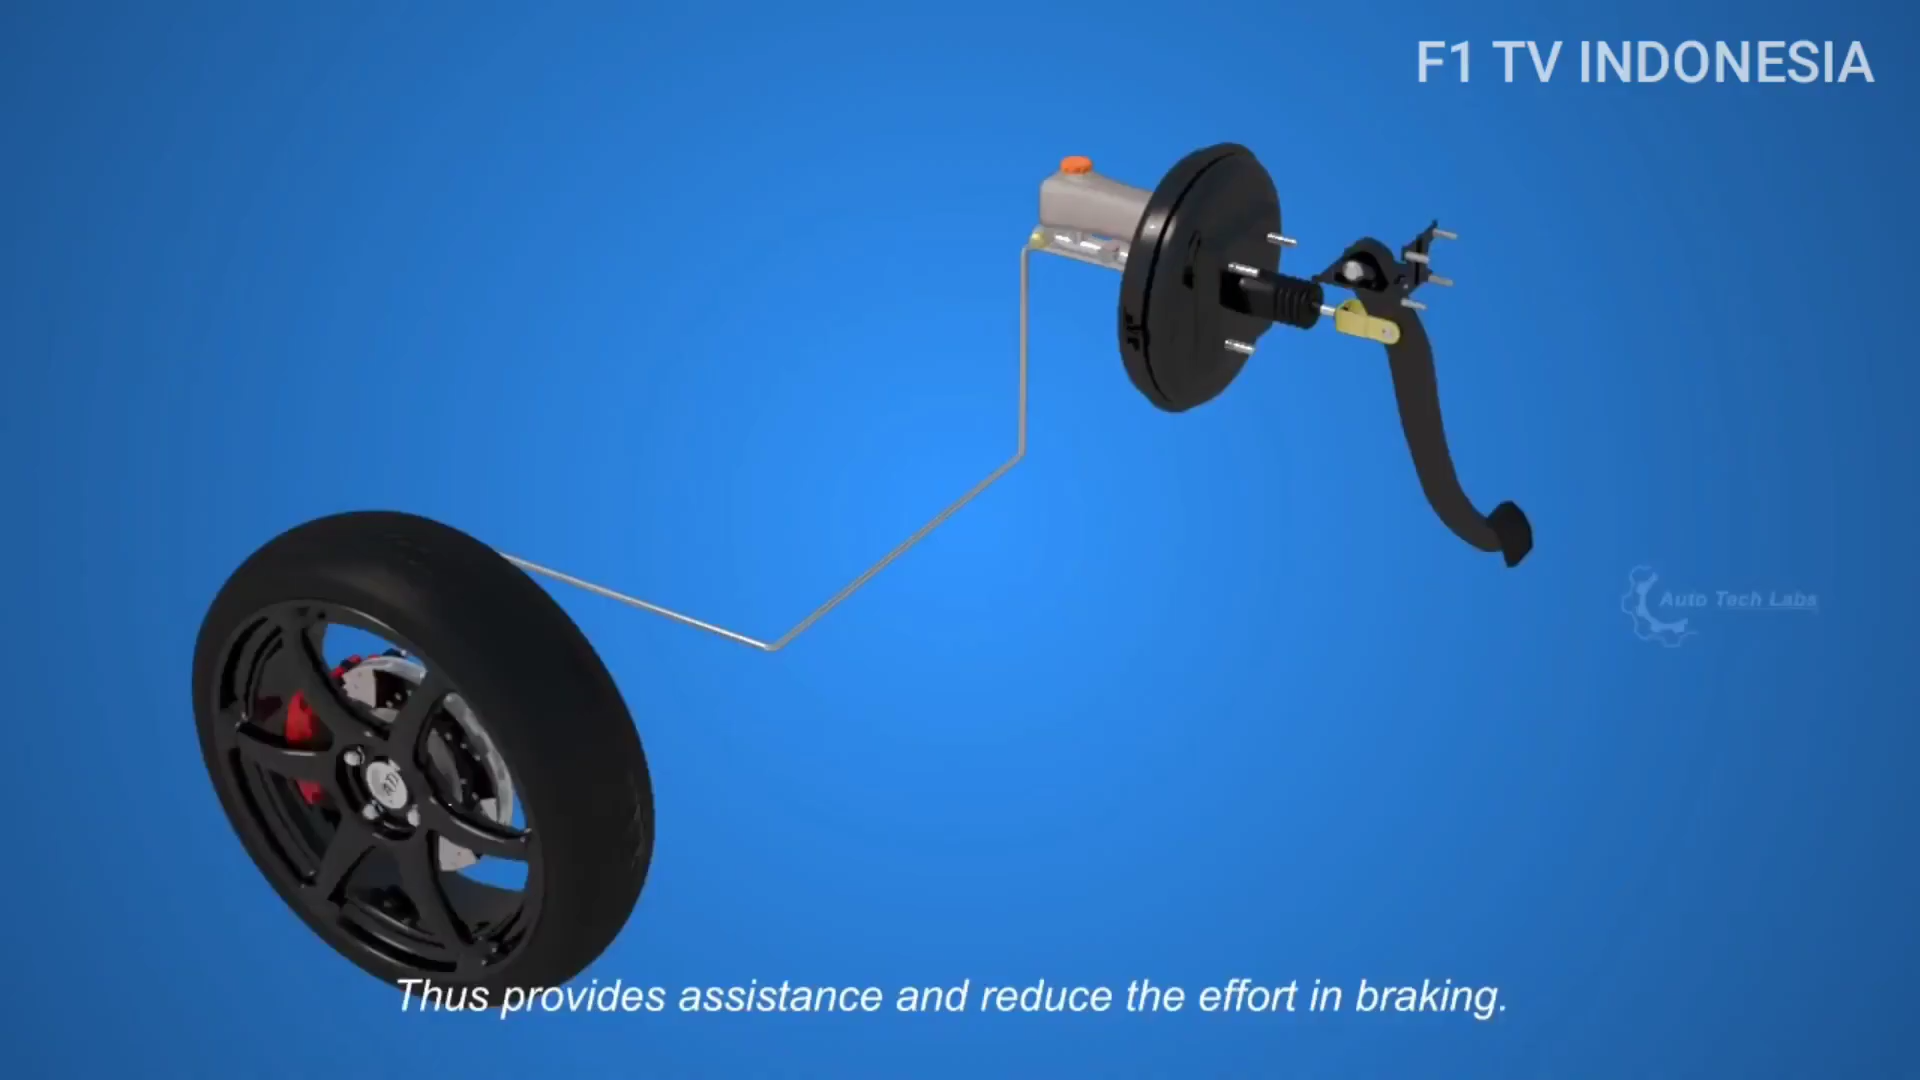 F1 TV INDONESIA
Auto Tech Labs
Thus provides assistance and reduce the effort in braking.